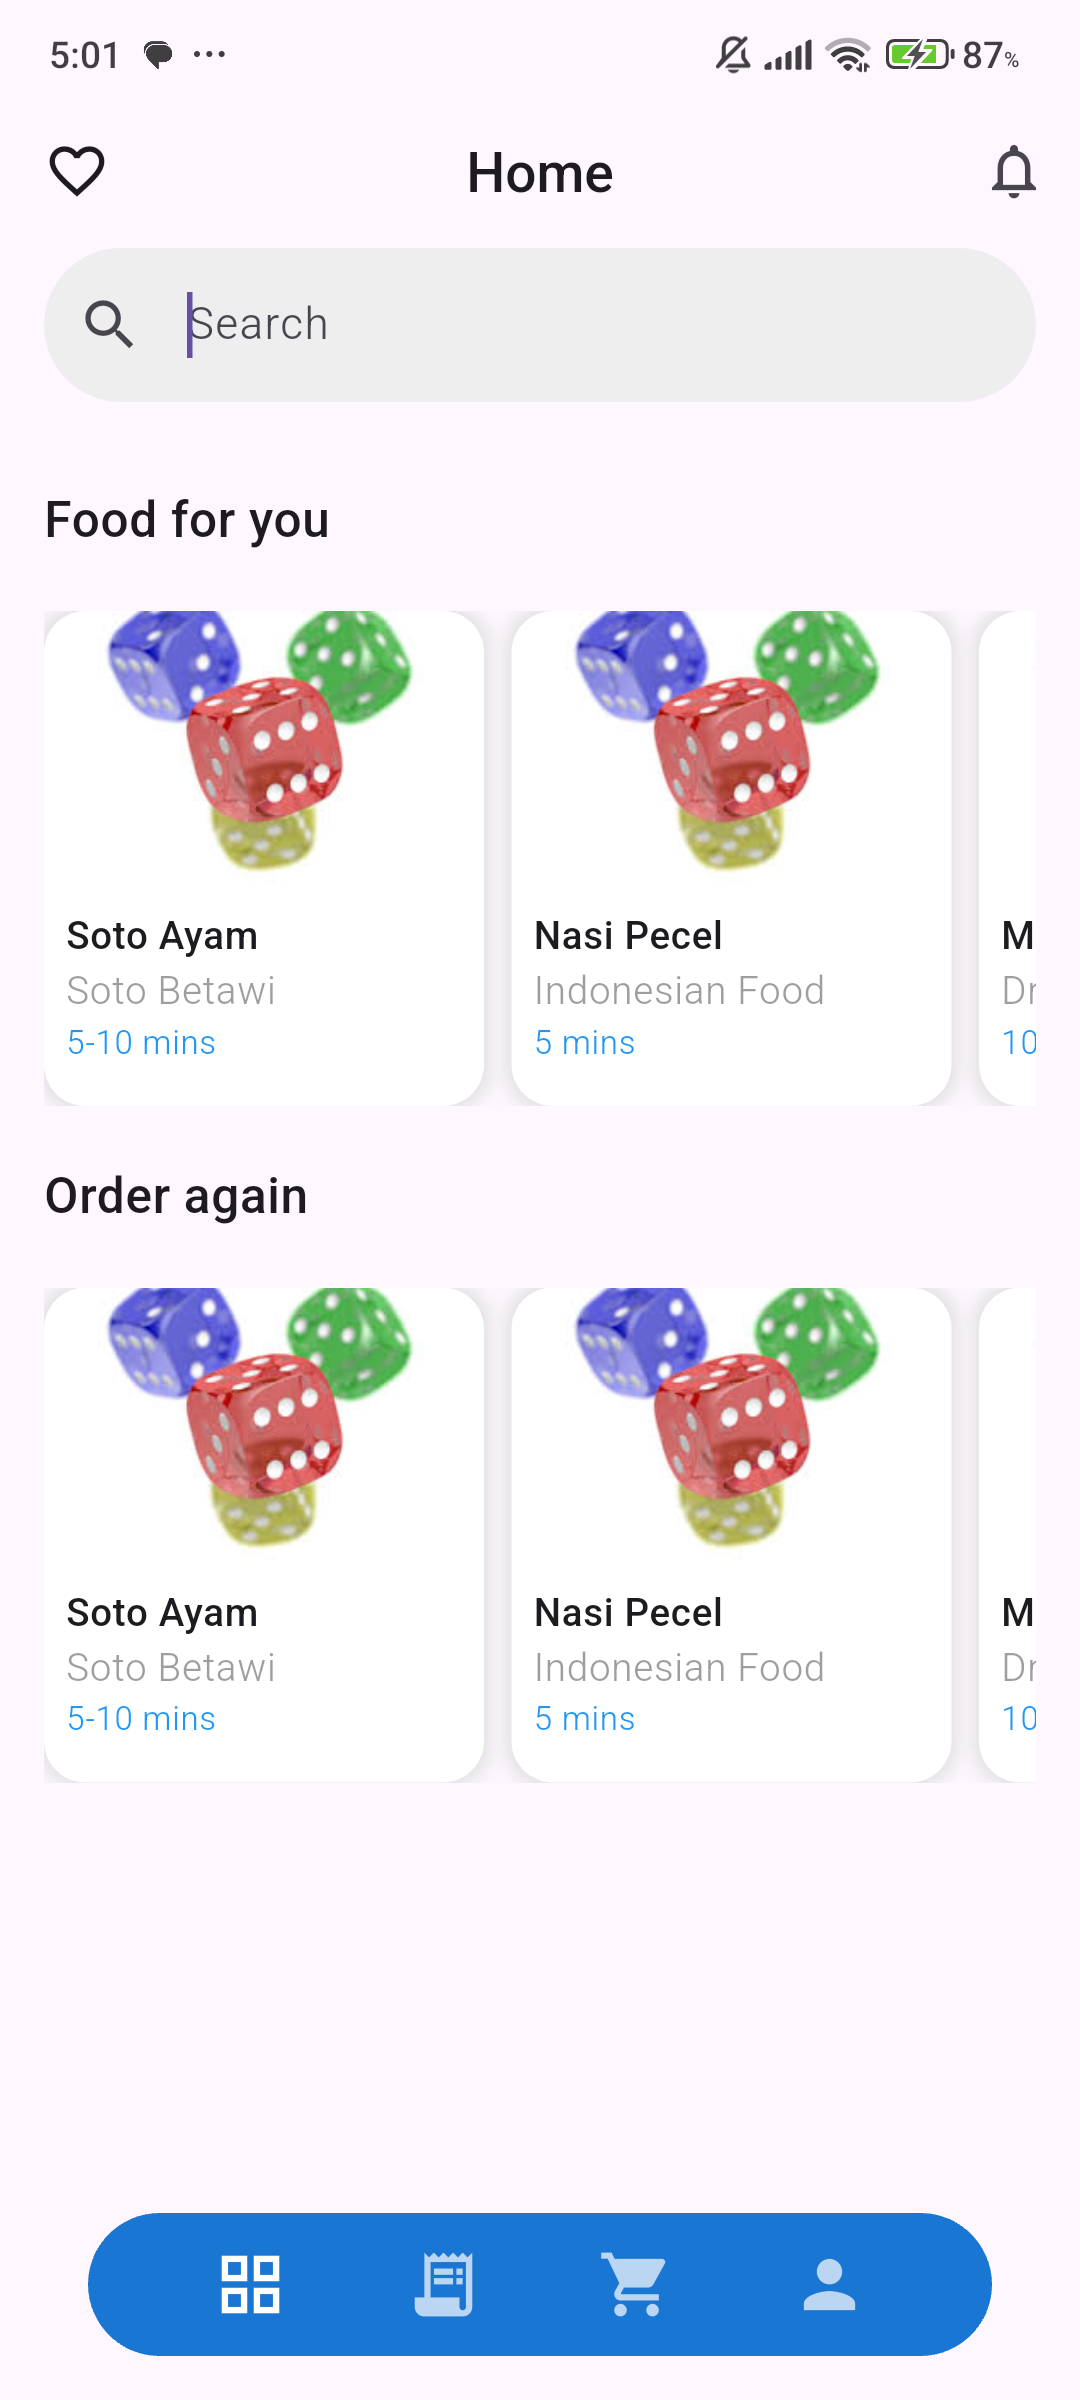 5:01 ... 87%
Home
Search
Food for you
Soto Ayam
Soto Betawi
5-10 mins
Nasi Pecel
Indonesian Food
5 mins
M
Dr
10
Order again
Soto Ayam
Soto Betawi
5-10 mins
Nasi Pecel
Indonesian Food
5 mins
M
Dr
10